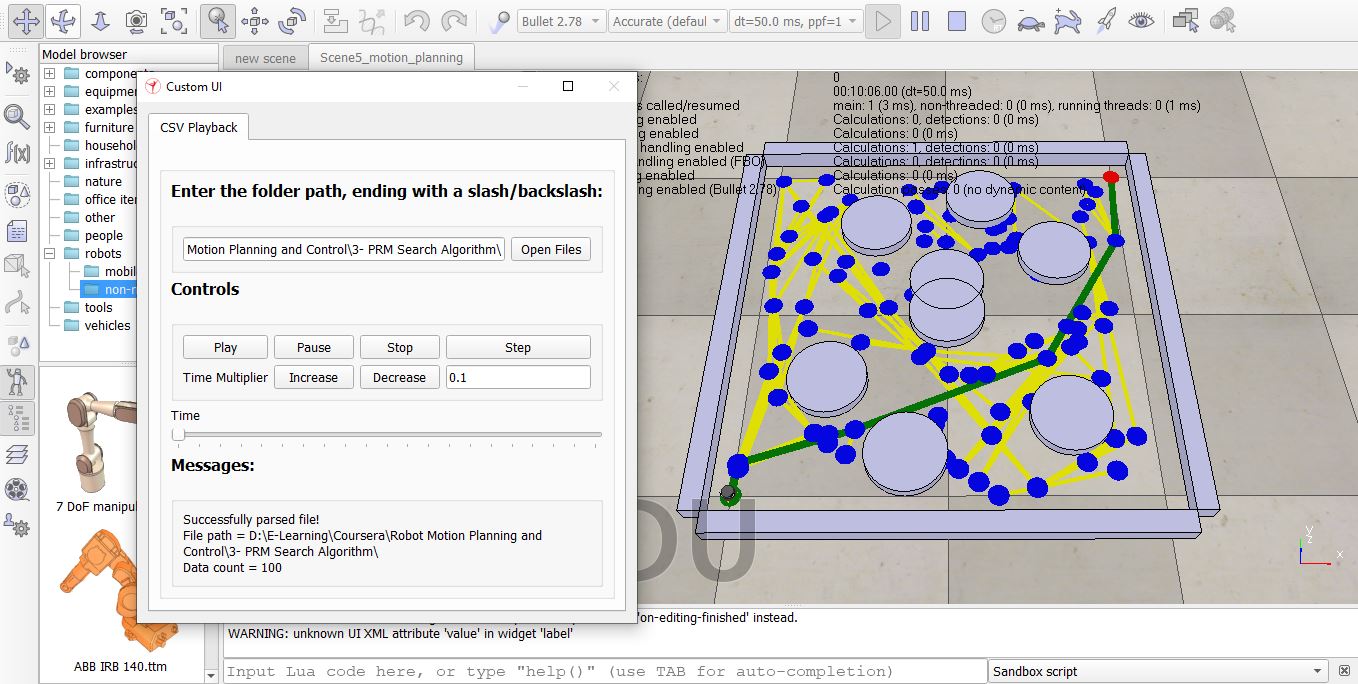 Bullet 2.78
Accurate (defaul
dt=50.0 ms, ppf=1
Model browser
new scene
Scene5_motion_planning
equipme
examples
furniture
househol
infrastruc
nature
office iter
other
people
robots
mobil
tools
vehicles
7 DoF manipu
ABB IRB 140.ttm
Custom UI
CSV Playback
Enter the folder path, ending with a slash/backslash:
Motion Planning and Control\3- PRM Search Algorithm\
Open Files
Controls
Play
Pause
Stop
Step
Time Multiplier
Increase
Decrease
0.1
Time
Messages:
Successfully parsed file!
File path = D:\E-Learning\Coursera\Robot Motion Planning and
Control\3- PRM Search Algorithm\
Data count = 100
0
00:10:06.00 (dt=50.0 ms)
s called/resumed
main: 1 (3 ms), non-threaded: 0 (0 ms), running threads: 0 (1 ms)
g enabled
Calculations: 0, detections: 0 (0 ms)
g enabled
Calculations: 0 (0 ms)
handling enabled
Calculations: 1, detections: 0 (0 ms)
ndling enabled (FBO)
Calculations: 0, detections: 0 (0 ms)
g enabled
Calculations: 0 (0 ms)
ng enabled (Bullet 2.78)
0 (no dynamic content)
DU
y
z
x
'on-editing-finished' instead.
WARNING: unknown UI XML attribute 'value' in widget 'label'
Input Lua code here, or type "help()" (use TAB for auto-completion)
Sandbox script